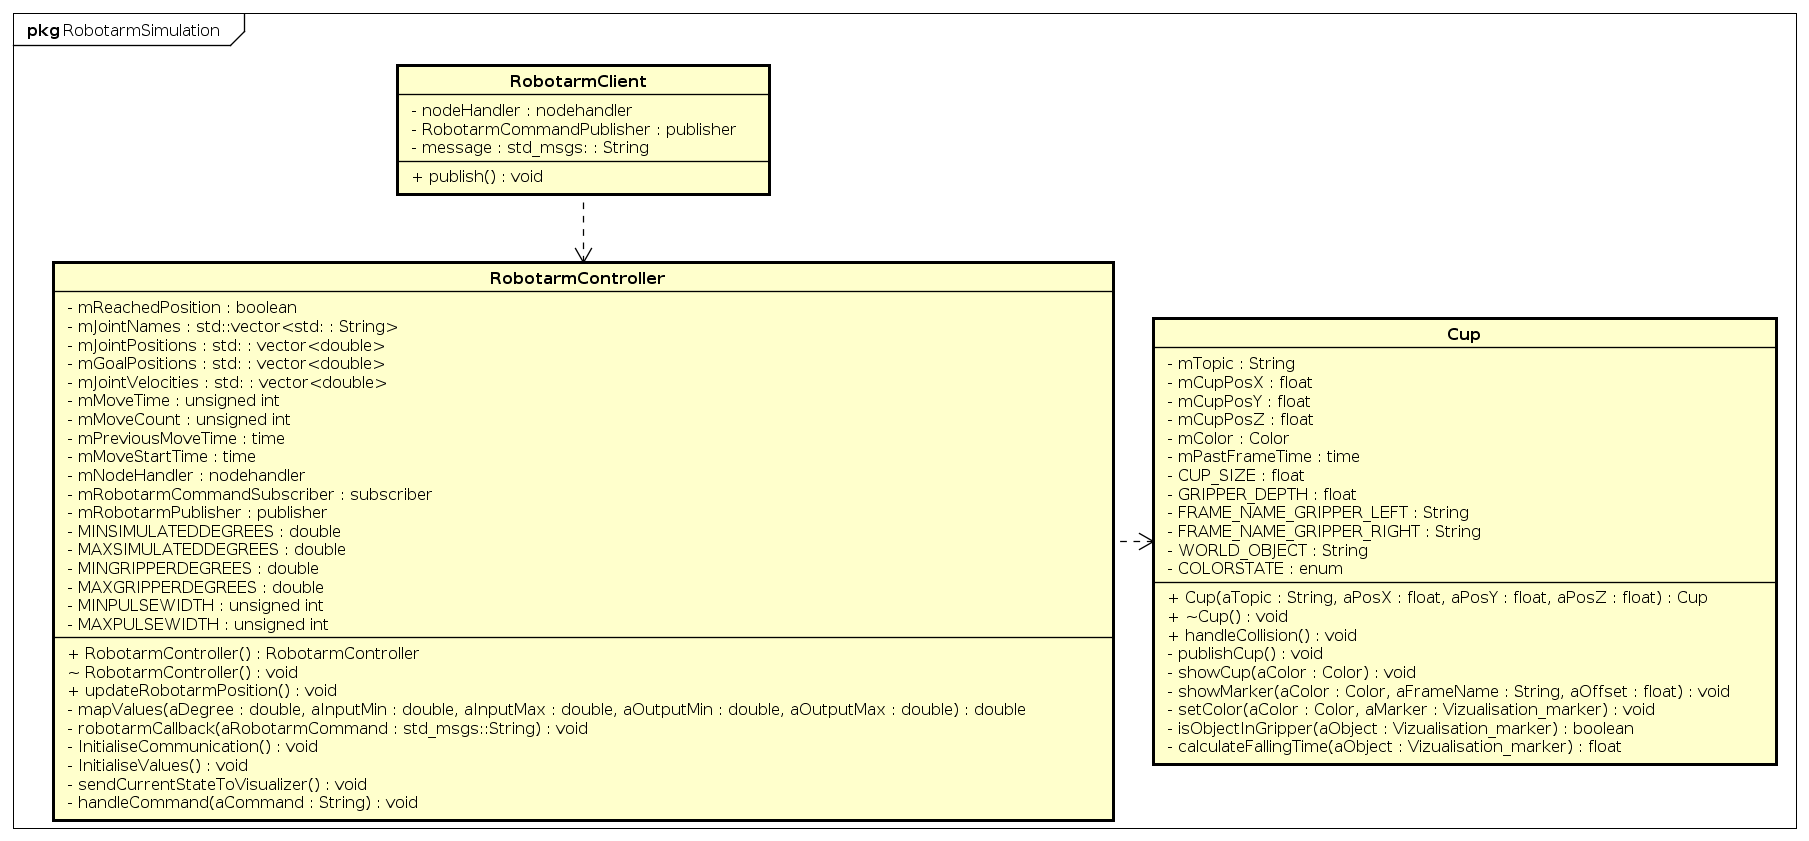 pkg RobotarmSimulation
RobotarmClient
- nodeHandler : nodehandler
- RobotarmCommandPublisher : publisher
- message : std_msgs: : String
+ publish() : void
RobotarmController
- mReachedPosition : boolean
- mJointNames : std::vector<std: : String>
- mJointPositions : std: : vector<double>
- mGoalPositions : std: : vector<double>
- mJointVelocities : std: : vector<double>
- mMoveTime : unsigned int
- mMoveCount : unsigned int
- mPreviousMoveTime : time
- mMoveStartTime : time
- mNodeHandler : nodehandler
- mRobotarmCommandSubscriber : subscriber
- mRobotarmPublisher : publisher
- MINSIMULATEDDEGREES : double
- MAXSIMULATEDDEGREES : double
- MINGRIPPERDEGREES : double
- MAXGRIPPERDEGREES : double
- MINPULSEWIDTH : unsigned int
- MAXPULSEWIDTH : unsigned int
+ RobotarmController() : RobotarmController
~ RobotarmController() : void
+ updateRobotarmPosition() : void
- mapValues(aDegree : double, aInputMin : double, aInputMax : double, aOutputMin : double, aOutputMax : double) : double
- robotarmCallback(aRobotarmCommand : std_msgs::String) : void
- InitialiseCommunication() : void
- InitialiseValues() : void
- sendCurrentStateToVisualizer() : void
- handleCommand(aCommand : String) : void
Cup
- mTopic : String
- mCupPosX : float
- mCupPosY : float
- mCupPosZ : float
- mColor : Color
- mPastFrameTime : time
- CUP_SIZE : float
- GRIPPER_DEPTH : float
- FRAME_NAME_GRIPPER_LEFT : String
- FRAME_NAME_GRIPPER_RIGHT : String
- WORLD_OBJECT : String
- COLORSTATE : enum
+ Cup(aTopic : String, aPosX : float, aPosY : float, aPosZ : float) : Cup
+ ~Cup() : void
+ handleCollision() : void
- publishCup() : void
- showCup(aColor : Color) : void
- showMarker(aColor : Color, aFrameName : String, aOffset : float) : void
- setColor(aColor : Color, aMarker : Vizualisation_marker) : void
- isObjectInGripper(aObject : Vizualisation_marker) : boolean
- calculateFallingTime(aObject : Vizualisation_marker) : float